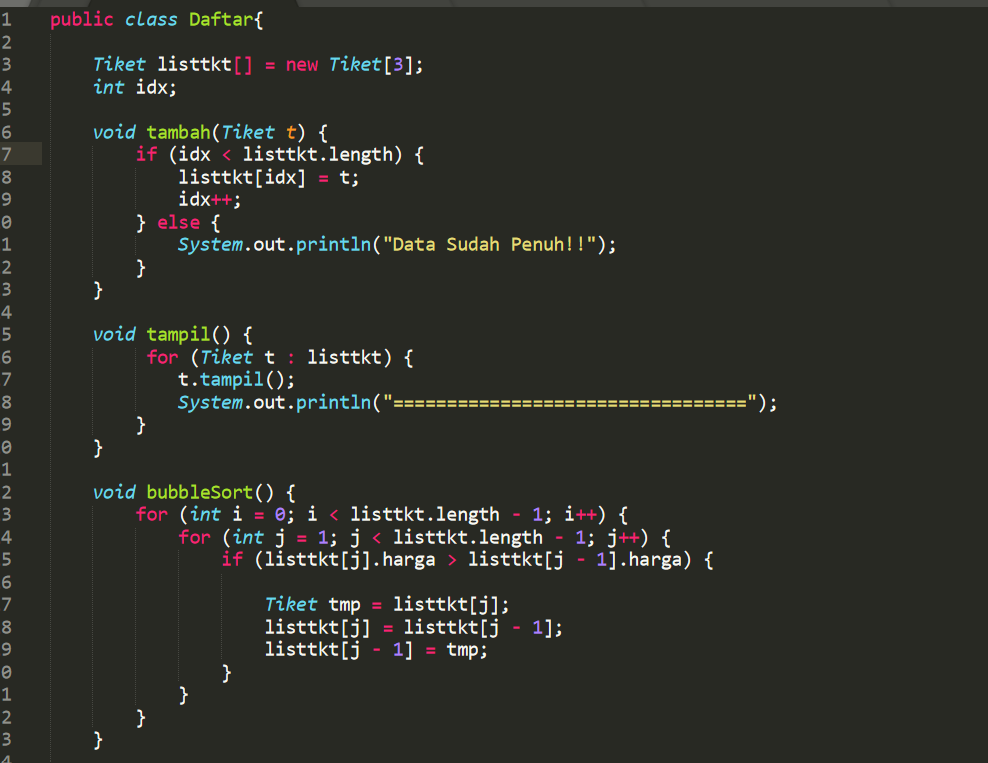 1 public class Daftar{
2
3     Tiket listtkt[] = new Tiket[3];
4     int idx;
5
6     void tambah(Tiket t) {
7         if (idx < listtkt.length) {
8             listtkt[idx] = t;
9             idx++;
0         } else {
1             System.out.println("Data Sudah Penuh!!");
2         }
3     }
4
5     void tampil() {
6          for (Tiket t : listtkt) {
7             t.tampil();
8             System.out.println("=================================");
9         }
0     }
1
2     void bubbleSort() {
3         for (int i = 0; i < listtkt.length - 1; i++) {
4             for (int j = 1; j < listtkt.length - 1; j++) {
5                 if (listtkt[j].harga > listtkt[j - 1].harga) {
6
7                     Tiket tmp = listtkt[j];
8                     listtkt[j] = listtkt[j - 1];
9                     listtkt[j - 1] = tmp;
0                 }
1             }
2         }
3     }
4